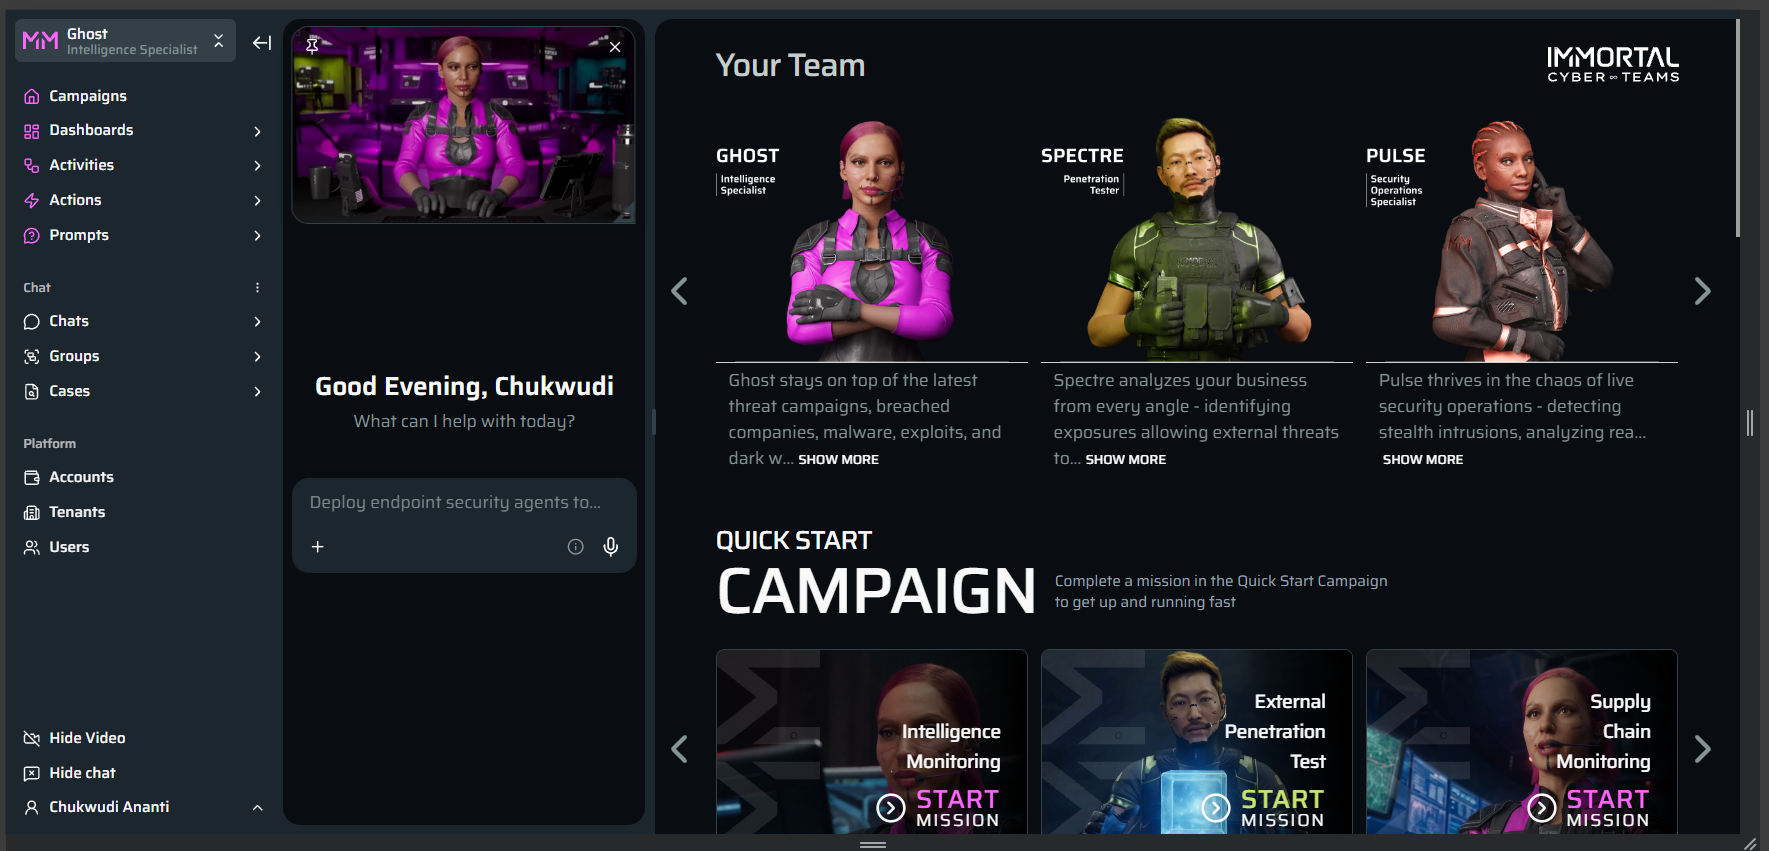 Ghost
Intelligence Specialist
Campaigns
Dashboards
Activities
Actions
Prompts
Chat
Chats
Groups
Cases
Platform
Accounts
Tenants
Users
Hide Video
Hide chat
Chukwudi Ananti
Good Evening, Chukwudi
What can I help with today?
Deploy endpoint security agents to...
Your Team
IMMORTAL
CYBER ∞ TEAMS
GHOST
Intelligence
Specialist
SPECTRE
Penetration
Tester
PULSE
Security
Operations
Specialist
Ghost stays on top of the latest
threat campaigns, breached
companies, malware, exploits, and
dark w... SHOW MORE
Spectre analyzes your business
from every angle - identifying
exposures allowing external threats
to... SHOW MORE
Pulse thrives in the chaos of live
security operations - detecting
stealth intrusions, analyzing rea...
SHOW MORE
QUICK START
CAMPAIGN
Complete a mission in the Quick Start Campaign
to get up and running fast
Intelligence
Monitoring
START
MISSION
External
Penetration
Test
START
MISSION
Supply
Chain
Monitoring
START
MISSION